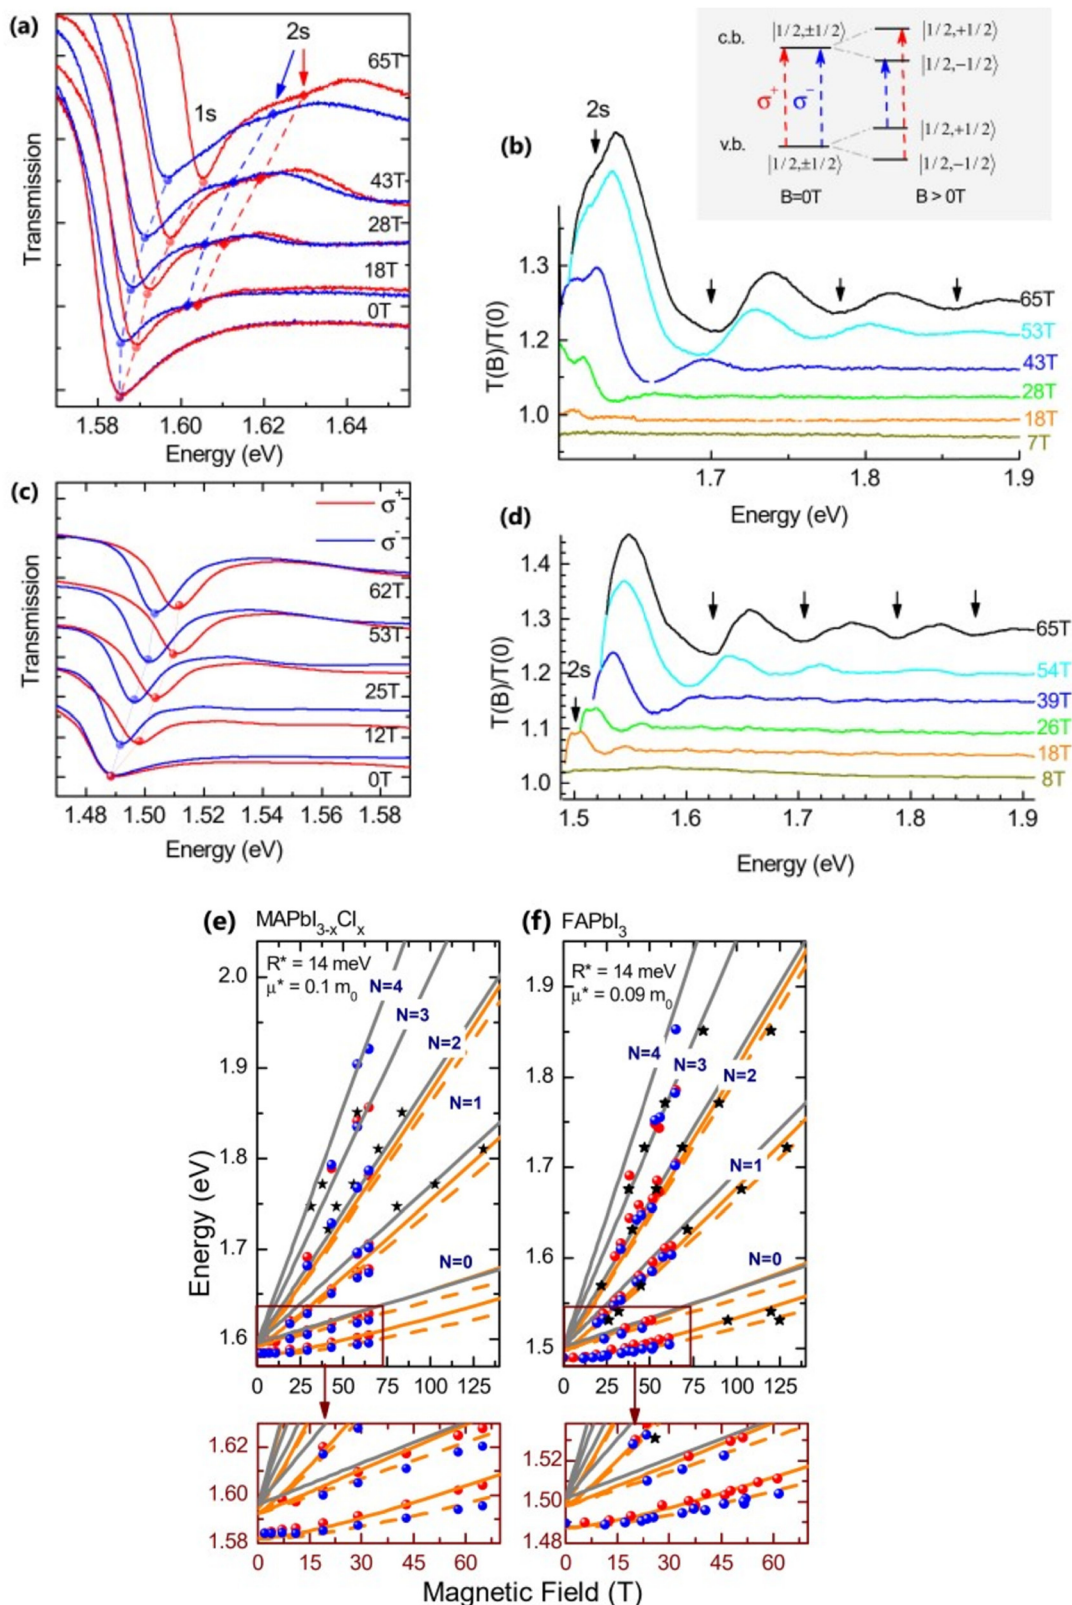 (a)
2s
65T
1s
43T
28T
18T
0T
Transmission
1.58 1.60 1.62 1.64
Energy (eV)
c.b.
|1/2,±1/2⟩
|1/2,+1/2⟩
|1/2,−1/2⟩
σ+
σ-
|1/2,+1/2⟩
v.b.
|1/2,±1/2⟩
|1/2,−1/2⟩
B=0T
B > 0T
(b)
2s
1.3
1.2
1.0
T(B)/T(0)
65T
53T
43T
28T
18T
7T
1.7 1.8 1.9
Energy (eV)
(c)
σ+
σ-
62T
53T
25T
12T
0T
Transmission
1.48 1.50 1.52 1.54 1.56 1.58
Energy (eV)
(d)
1.4
1.3
1.2
1.1
1.0
T(B)/T(0)
2s
65T
54T
39T
26T
18T
8T
1.5 1.6 1.7 1.8 1.9
Energy (eV)
(e) MAPbI3-xClx
R* = 14 meV
μ* = 0.1 m0
N=4
N=3
N=2
N=1
N=0
2.0
1.9
1.8
1.7
1.6
Energy (eV)
0 25 50 75 100 125
(f) FAPbI3
R* = 14 meV
μ* = 0.09 m0
N=4
N=3
N=2
N=1
N=0
1.9
1.8
1.7
1.6
1.5
0 25 50 75 100 125
1.62
1.60
1.58
0 15 30 45 60
1.52
1.50
1.48
0 15 30 45 60
Magnetic Field (T)